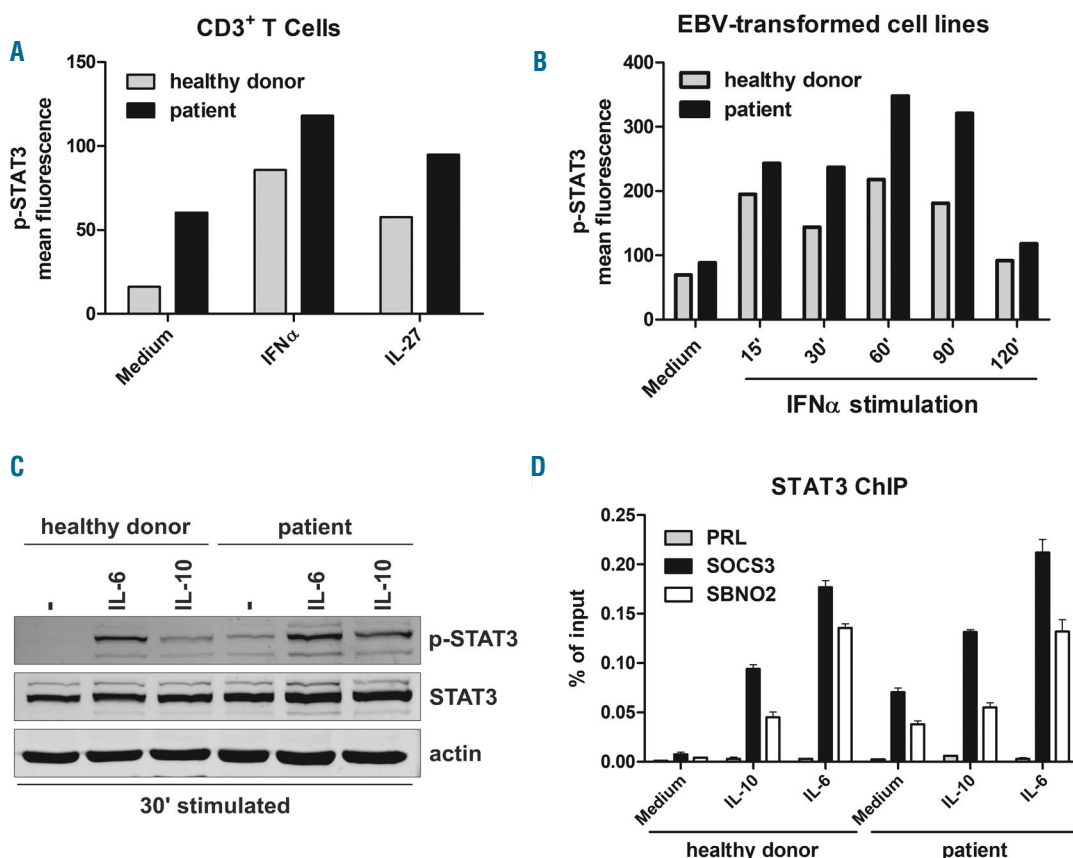 A
CD3+ T Cells
p-STAT3
mean fluorescence
150
100
50
0
healthy donor
patient
Medium
IFNα
IL-27
B
EBV-transformed cell lines
p-STAT3
mean fluorescence
400
300
200
100
0
healthy donor
patient
Medium
15'
30'
60'
90'
120'
IFNα stimulation
C
healthy donor
patient
-
IL-6
IL-10
-
IL-6
IL-10
p-STAT3
STAT3
actin
30' stimulated
D
STAT3 ChIP
% of input
0.25
0.20
0.15
0.10
0.05
0.00
PRL
SOCS3
SBNO2
Medium
IL-10
IL-6
Medium
IL-10
IL-6
healthy donor
patient